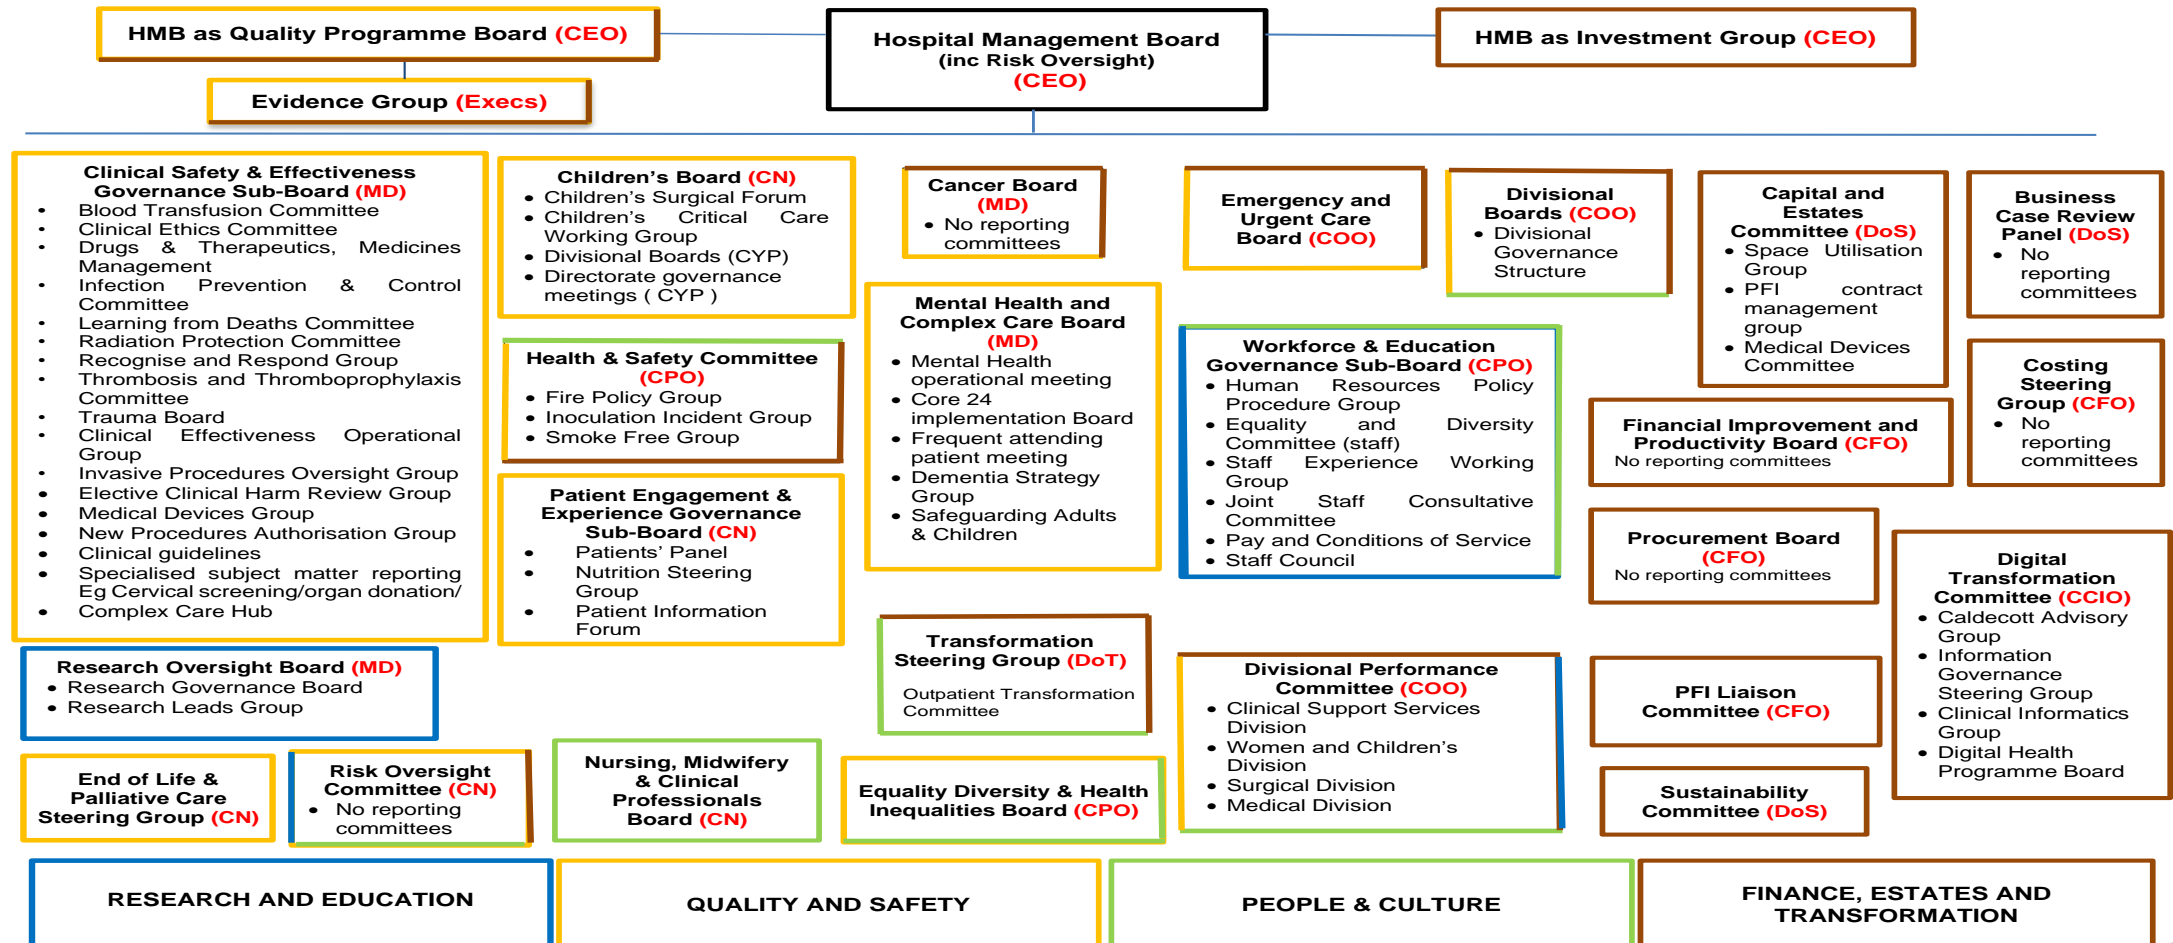 HMB as Quality Programme Board (CEO)
Evidence Group (Execs)
Hospital Management Board
(inc Risk Oversight)
(CEO)
HMB as Investment Group (CEO)
Clinical Safety & Effectiveness
Governance Sub-Board (MD)
• Blood Transfusion Committee
• Clinical Ethics Committee
• Drugs & Therapeutics, Medicines
Management
• Infection Prevention & Control
Committee
• Learning from Deaths Committee
• Radiation Protection Committee
• Recognise and Respond Group
• Thrombosis and Thromboprophylaxis
Committee
• Trauma Board
• Clinical Effectiveness Operational
Group
• Invasive Procedures Oversight Group
• Elective Clinical Harm Review Group
• Medical Devices Group
• New Procedures Authorisation Group
• Clinical guidelines
• Specialised subject matter reporting
Eg Cervical screening/organ donation/
• Complex Care Hub
Research Oversight Board (MD)
• Research Governance Board
• Research Leads Group
End of Life &
Palliative Care
Steering Group (CN)
Risk Oversight
Committee (CN)
• No reporting
committees
Children's Board (CN)
• Children's Surgical Forum
• Children's Critical Care
Working Group
• Divisional Boards (CYP)
• Directorate governance
meetings ( CYP )
Health & Safety Committee
(CPO)
• Fire Policy Group
• Inoculation Incident Group
• Smoke Free Group
Patient Engagement &
Experience Governance
Sub-Board (CN)
• Patients' Panel
• Nutrition Steering
Group
• Patient Information
Forum
Nursing, Midwifery
& Clinical
Professionals
Board (CN)
Cancer Board
(MD)
• No reporting
committees
Mental Health and
Complex Care Board
(MD)
• Mental Health
operational meeting
• Core 24
implementation Board
• Frequent attending
patient meeting
• Dementia Strategy
Group
• Safeguarding Adults
& Children
Transformation
Steering Group (DoT)
Outpatient Transformation
Committee
Equality Diversity & Health
Inequalities Board (CPO)
Emergency and
Urgent Care
Board (COO)
Divisional
Boards (COO)
• Divisional
Governance
Structure
Workforce & Education
Governance Sub-Board (CPO)
• Human Resources Policy
Procedure Group
• Equality and Diversity
Committee (staff)
• Staff Experience Working
Group
• Joint Staff Consultative
Committee
• Pay and Conditions of Service
• Staff Council
Divisional Performance
Committee (COO)
• Clinical Support Services
Division
• Women and Children's
Division
• Surgical Division
• Medical Division
Capital and
Estates
Committee (DoS)
• Space Utilisation
Group
• PFI contract
management
group
• Medical Devices
Committee
Financial Improvement and
Productivity Board (CFO)
No reporting committees
Procurement Board
(CFO)
No reporting committees
PFI Liaison
Committee (CFO)
Sustainability
Committee (DoS)
Business
Case Review
Panel (DoS)
• No
reporting
committees
Costing
Steering
Group (CFO)
• No
reporting
committees
Digital
Transformation
Committee (CCIO)
• Caldecott Advisory
Group
• Information
Governance
Steering Group
• Clinical Informatics
Group
• Digital Health
Programme Board
RESEARCH AND EDUCATION
QUALITY AND SAFETY
PEOPLE & CULTURE
FINANCE, ESTATES AND
TRANSFORMATION